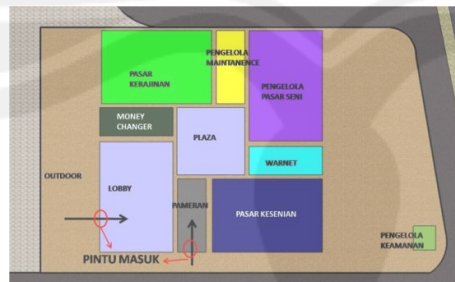 PENGELOLA
MAINTANENCE
PASAR
KERAJINAN
PENGELOLA
PASAR SENI
MONEY
CHANGER
PLAZA
WARNET
OUTDOOR
LOBBY
PAMERAN
PASAR KESENIAN
PENGELOLA
KEAMANAN
PINTU MASUK